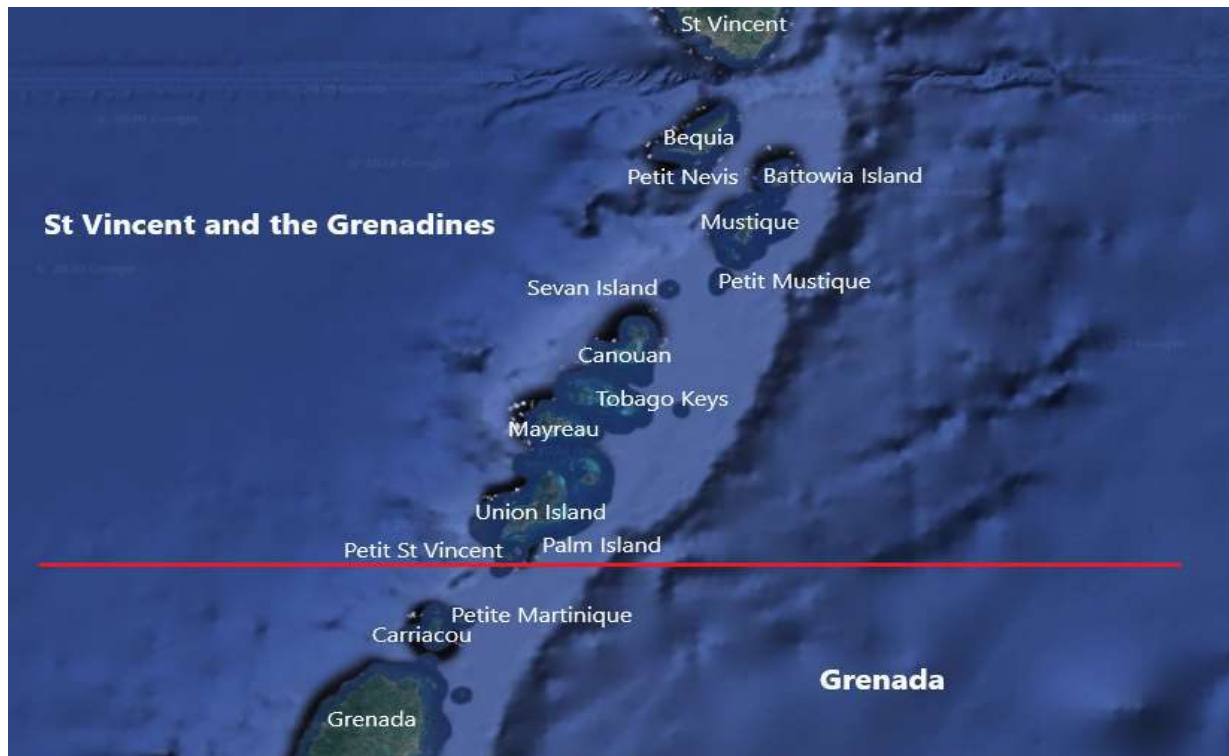 St Vincent
Bequia
Petit Nevis
Battowia Island
St Vincent and the Grenadines
Mustique
Sevan Island
Petit Mustique
Canouan
Tobago Keys
Mayreau
Union Island
Petit St Vincent
Palm Island
Petite Martinique
Carriacou
Grenada
Grenada